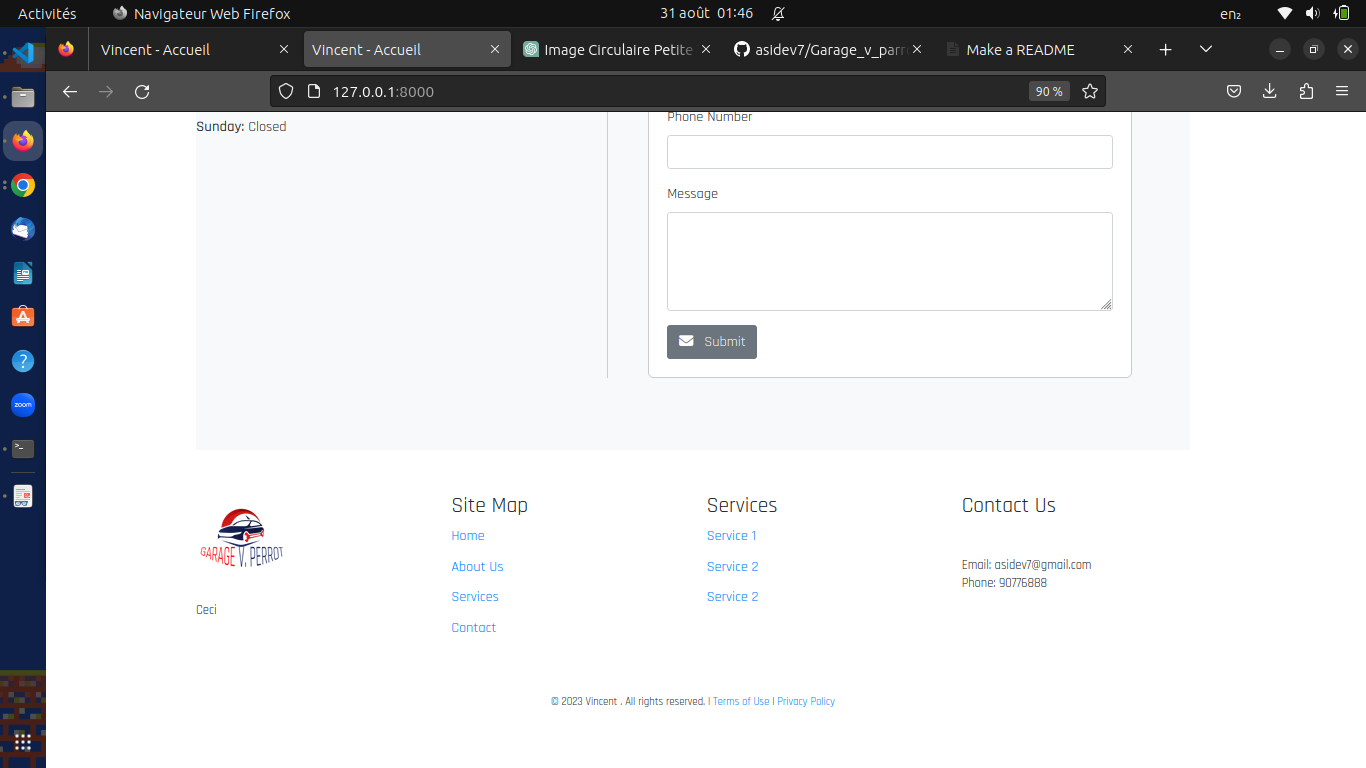 Activités
Navigateur Web Firefox
31 août 01:46
en₂
Vincent - Accueil
Vincent - Accueil
Image Circulaire Petite
asidev7/Garage_v_parr
Make a README
127.0.0.1:8000
90 %
Sunday: Closed
Phone Number
Message
Submit
zoom
GARAGE V. PERROT
Ceci
Site Map
Home
About Us
Services
Contact
Services
Service 1
Service 2
Service 2
Contact Us
Email: asidev7@gmail.com
Phone: 90776888
© 2023 Vincent . All rights reserved. | Terms of Use | Privacy Policy